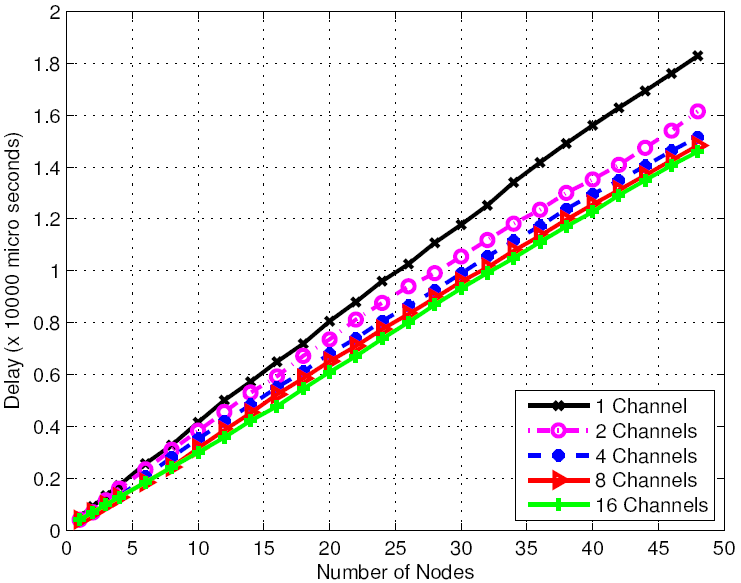 2
1.8
1.6
1.4
1.2
1
0.8
0.6
0.4
0.2
0
Delay (x 10000 micro seconds)
0 5 10 15 20 25 30 35 40 45 50
Number of Nodes
1 Channel
2 Channels
4 Channels
8 Channels
16 Channels